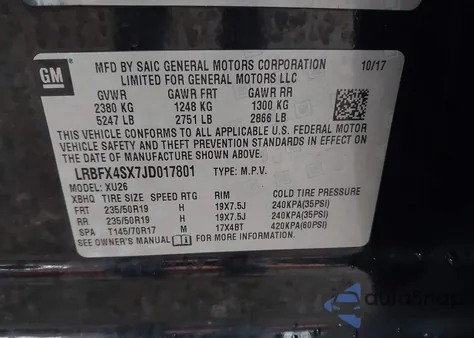 GM
MFD BY SAIC GENERAL MOTORS CORPORATION 10/17
LIMITED FOR GENERAL MOTORS LLC
GVWR GAWR FRT GAWR RR
2380 KG 1248 KG 1300 KG
5247 LB 2751 LB 2866 LB
THIS VEHICLE CONFORMS TO ALL APPLICABLE U.S. FEDERAL MOTOR
VEHICLE SAFETY AND THEFT PREVENTION STANDARDS IN EFFECT ON
THE DATE OF MANUFACTURE SHOWN ABOVE.
LRBFX4SX7JD017801 TYPE: M.P.V.
MODEL: XU26
XBHQ TIRE SIZE SPEED RTG RIM COLD TIRE PRESSURE
FRT 235/50R19 H 19X7.5J 240KPA(35PSI)
RR 235/50R19 H 19X7.5J 240KPA(35PSI)
SPA T145/70R17 M 17X4BT 420KPA(60PSI)
SEE OWNER'S MANUAL FOR MORE INFORMATION.
autoSnap